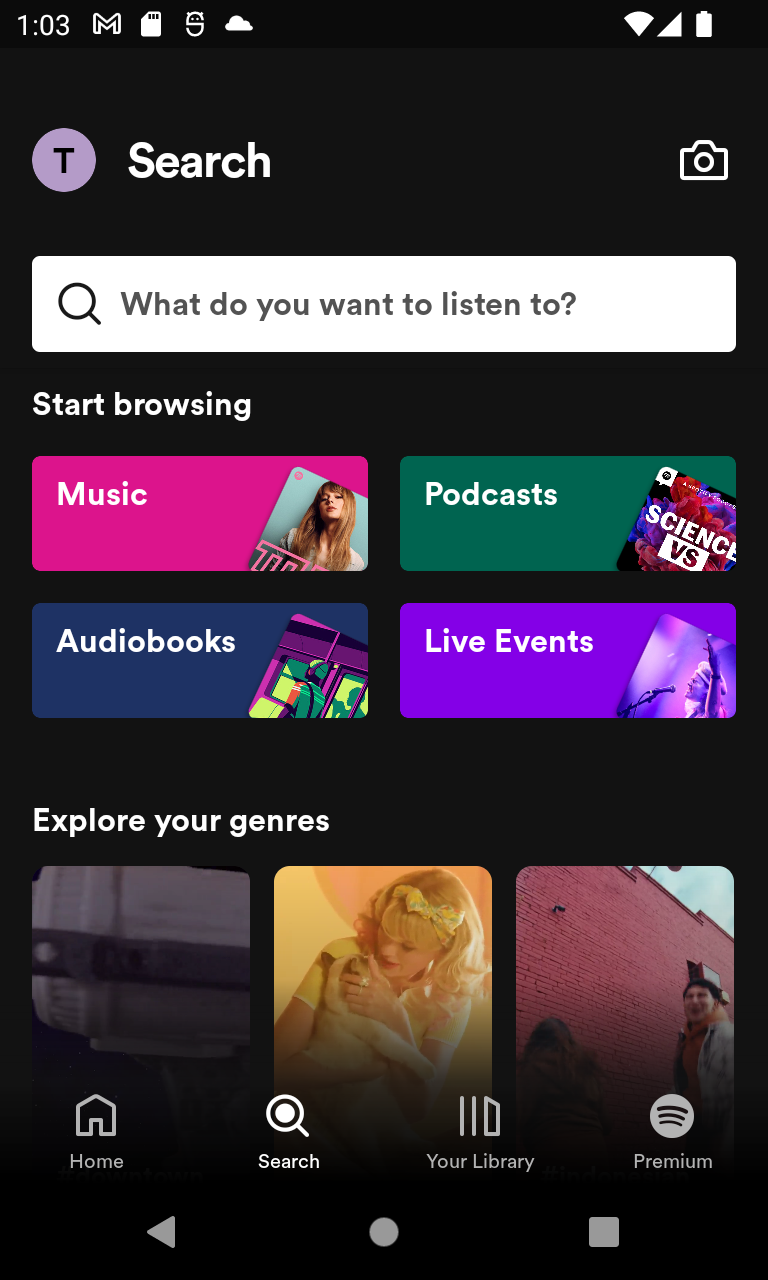 1:03
T
Search
What do you want to listen to?
Start browsing
Music
Podcasts
SCIENCE
VS
Audiobooks
Live Events
Explore your genres
Home
Search
Your Library
Premium